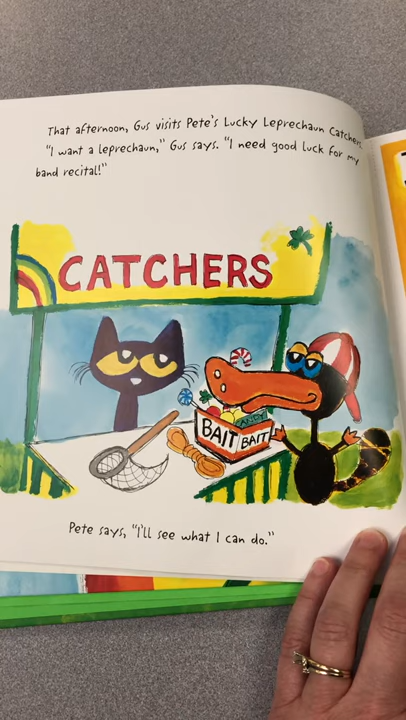 That afternoon, Gus visits Pete's Lucky Leprechaun Catchers.
"I want a leprechaun," Gus says. "I need good luck for my
band recital!"
CATCHERS
CANDY
BAIT BAIT
Pete says, "I'll see what I can do."